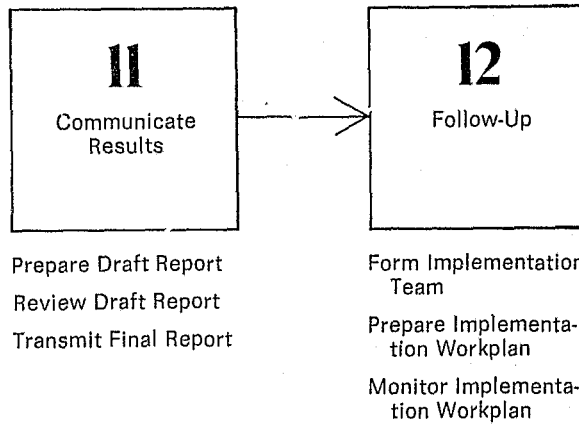 11
Communicate
Results
Prepare Draft Report
Review Draft Report
Transmit Final Report
12
Follow-Up
Form Implementation
Team
Prepare Implementa-
tion Workplan
Monitor Implementa-
tion Workplan